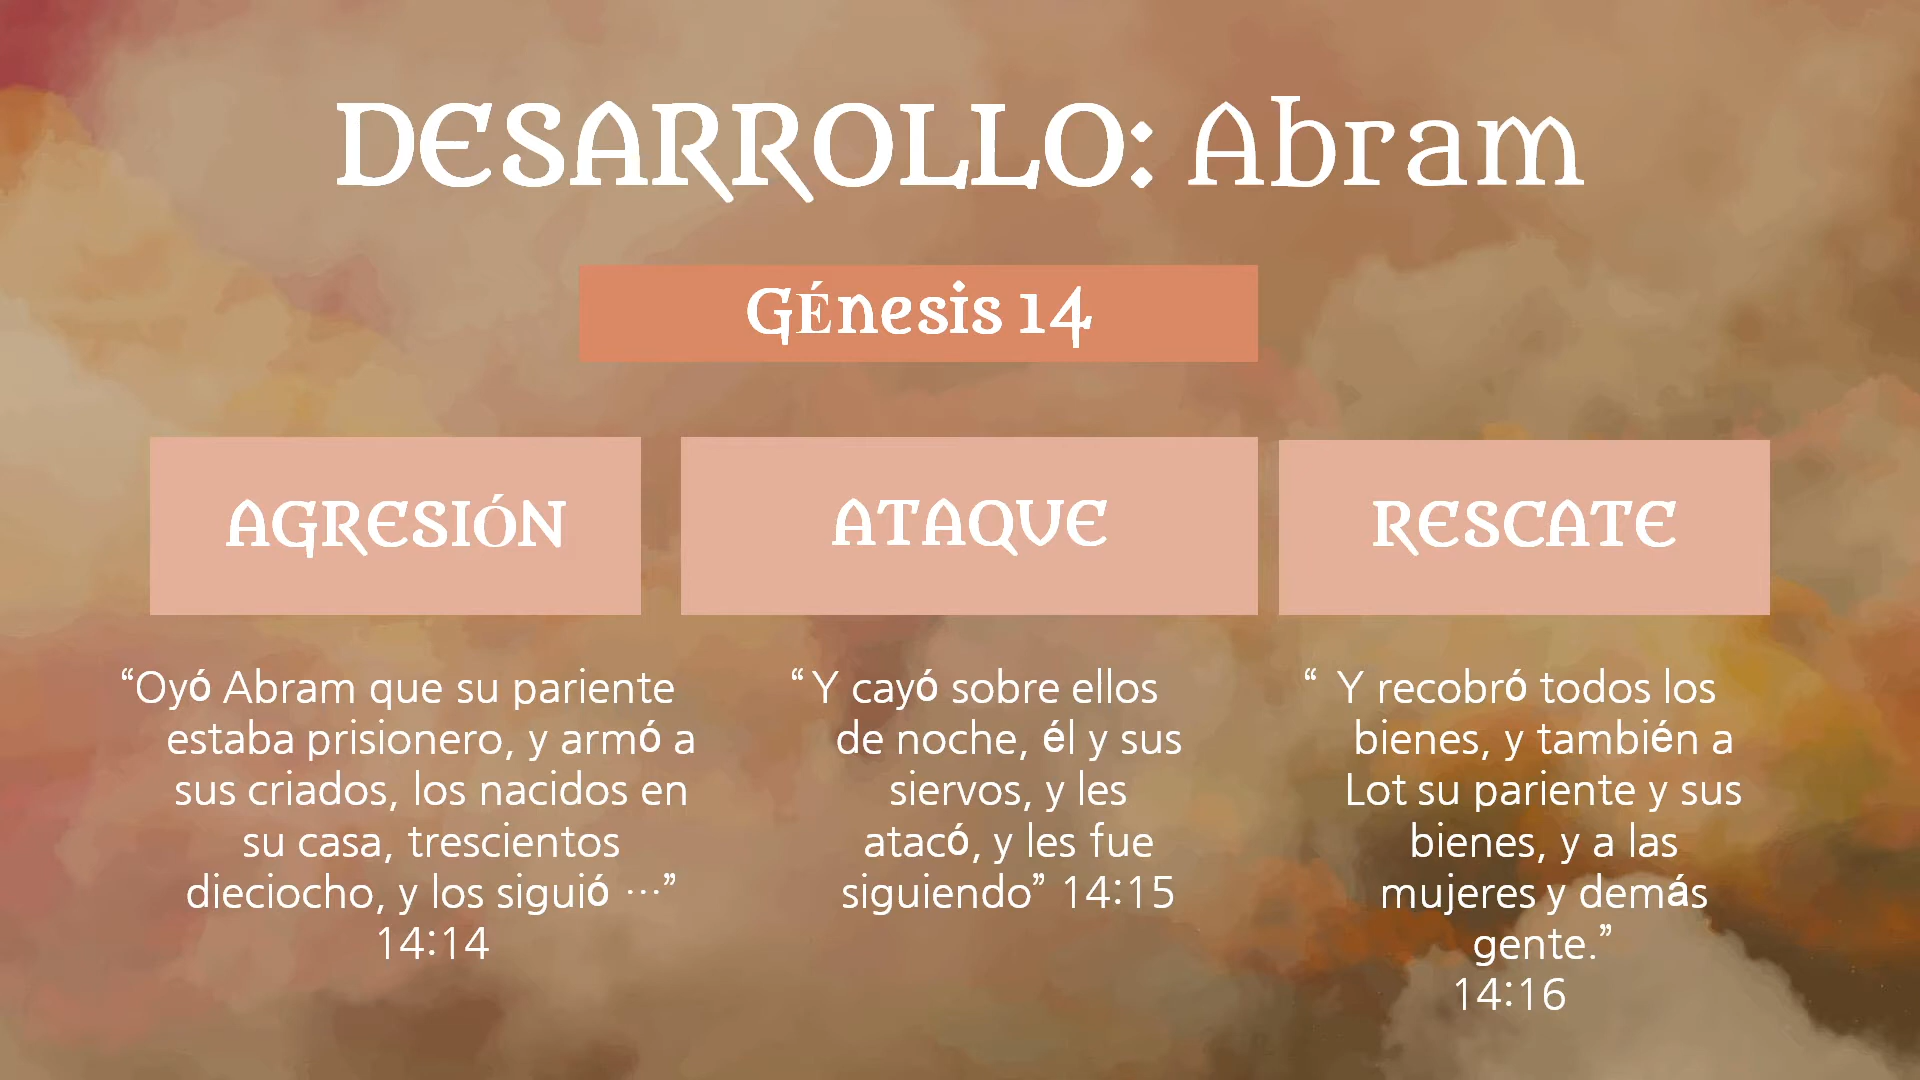 DESARROLLO: Abram
GÉnesis 14
AGRESIÓN
ATAQUE
RESCATE
“Oyó Abram que su pariente
estaba prisionero, y armó a
sus criados, los nacidos en
su casa, trescientos
dieciocho, y los siguió …”
14:14
“ Y cayó sobre ellos
de noche, él y sus
siervos, y les
atacó, y les fue
siguiendo” 14:15
“ Y recobró todos los
bienes, y también a
Lot su pariente y sus
bienes, y a las
mujeres y demás
gente.”
14:16